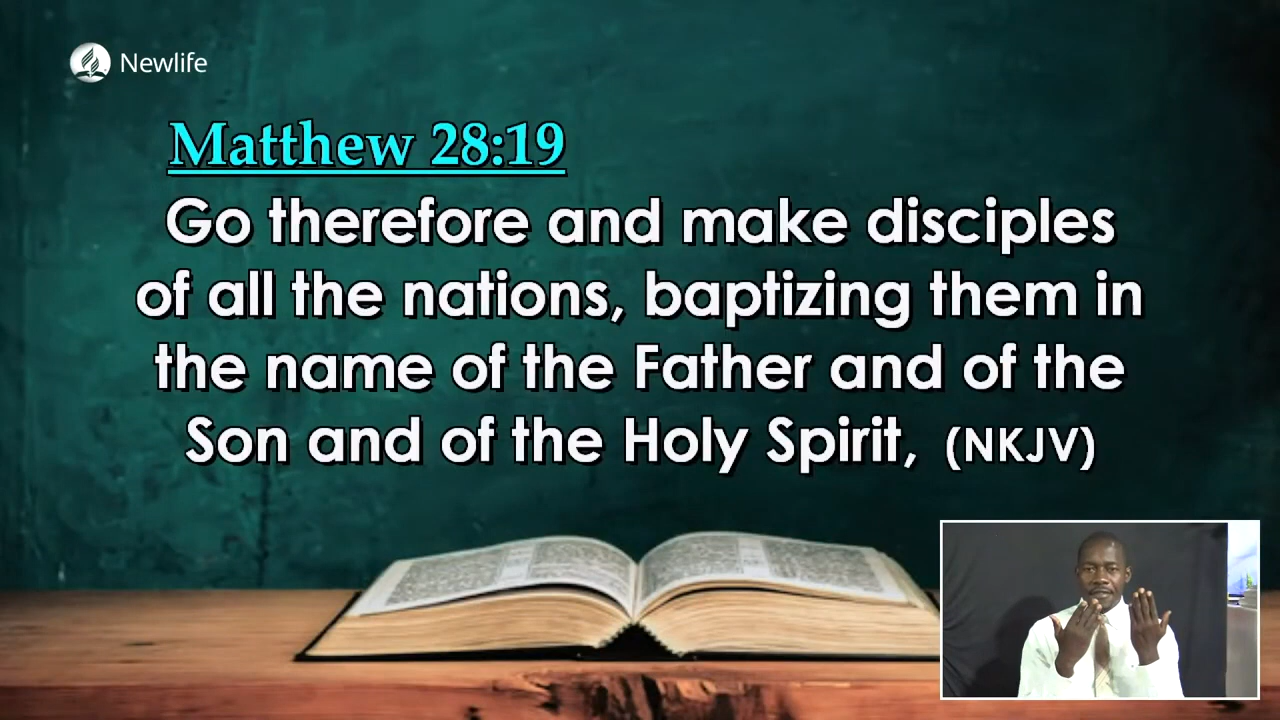 Newlife
Matthew 28:19
Go therefore and make disciples
of all the nations, baptizing them in
the name of the Father and of the
Son and of the Holy Spirit, (NKJV)